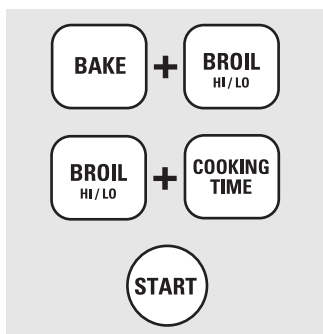 BAKE + BROIL
HI / LO
BROIL
HI / LO
+ COOKING
TIME
START